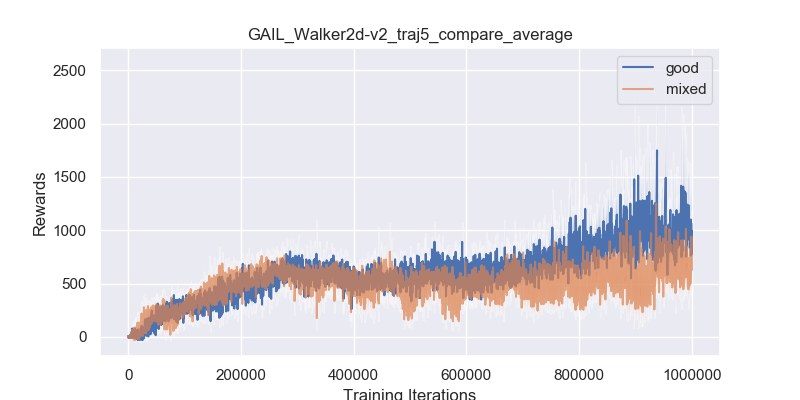 GAIL_Walker2d-v2_traj5_compare_average
good
mixed
2500
2000
1500
1000
500
0
Rewards
0
200000
400000
600000
800000
1000000
Training Iterations